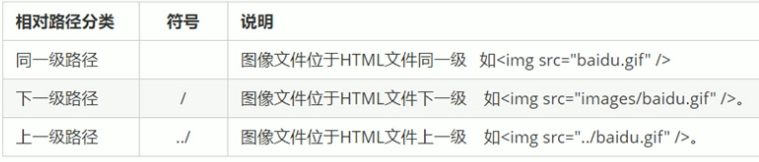 相对路径分类 符号 说明
同一级路径 图像文件位于HTML文件同一级 如<img src="baidu.gif" />
下一级路径 / 图像文件位于HTML文件下一级 如<img src="images/baidu.gif" />。
上一级路径 ../ 图像文件位于HTML文件上一级 如<img src="../baidu.gif" />。